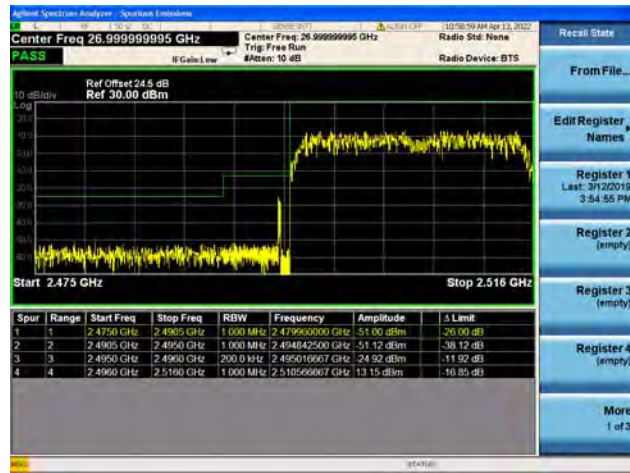 Agilent Spectrum Analyzer - Spurious Emissions
RF 50 Ω DC SENSE:INT ALIGN OFF 10:58:59 AM Apr 13, 2022
Center Freq 26.999999995 GHz
Center Freq: 26.999999995 GHz
Radio Std: None
Trig: Free Run
PASS
IFGain:Low
#Atten: 10 dB
Radio Device: BTS
Ref Offset 24.5 dB
10 dB/div Ref 30.00 dBm
Log
Start 2.475 GHz Stop 2.516 GHz
Spur Range Start Freq Stop Freq RBW Frequency Amplitude Δ Limit
1 1 2.4750 GHz 2.4905 GHz 1.000 MHz 2.479960000 GHz -51.00 dBm -26.00 dB
2 2 2.4905 GHz 2.4950 GHz 1.000 MHz 2.494842500 GHz -51.12 dBm -38.12 dB
3 3 2.4950 GHz 2.4960 GHz 200.0 kHz 2.495016667 GHz -24.92 dBm -11.92 dB
4 4 2.4960 GHz 2.5160 GHz 1.000 MHz 2.510566667 GHz 13.15 dBm -16.85 dB
MSG STATUS
Recall State
From File...
Edit Register
Names
Register 1
Last: 3/12/2019
3:54:55 PM
Register 2
(empty)
Register 3
(empty)
Register 4
(empty)
More
1 of 3